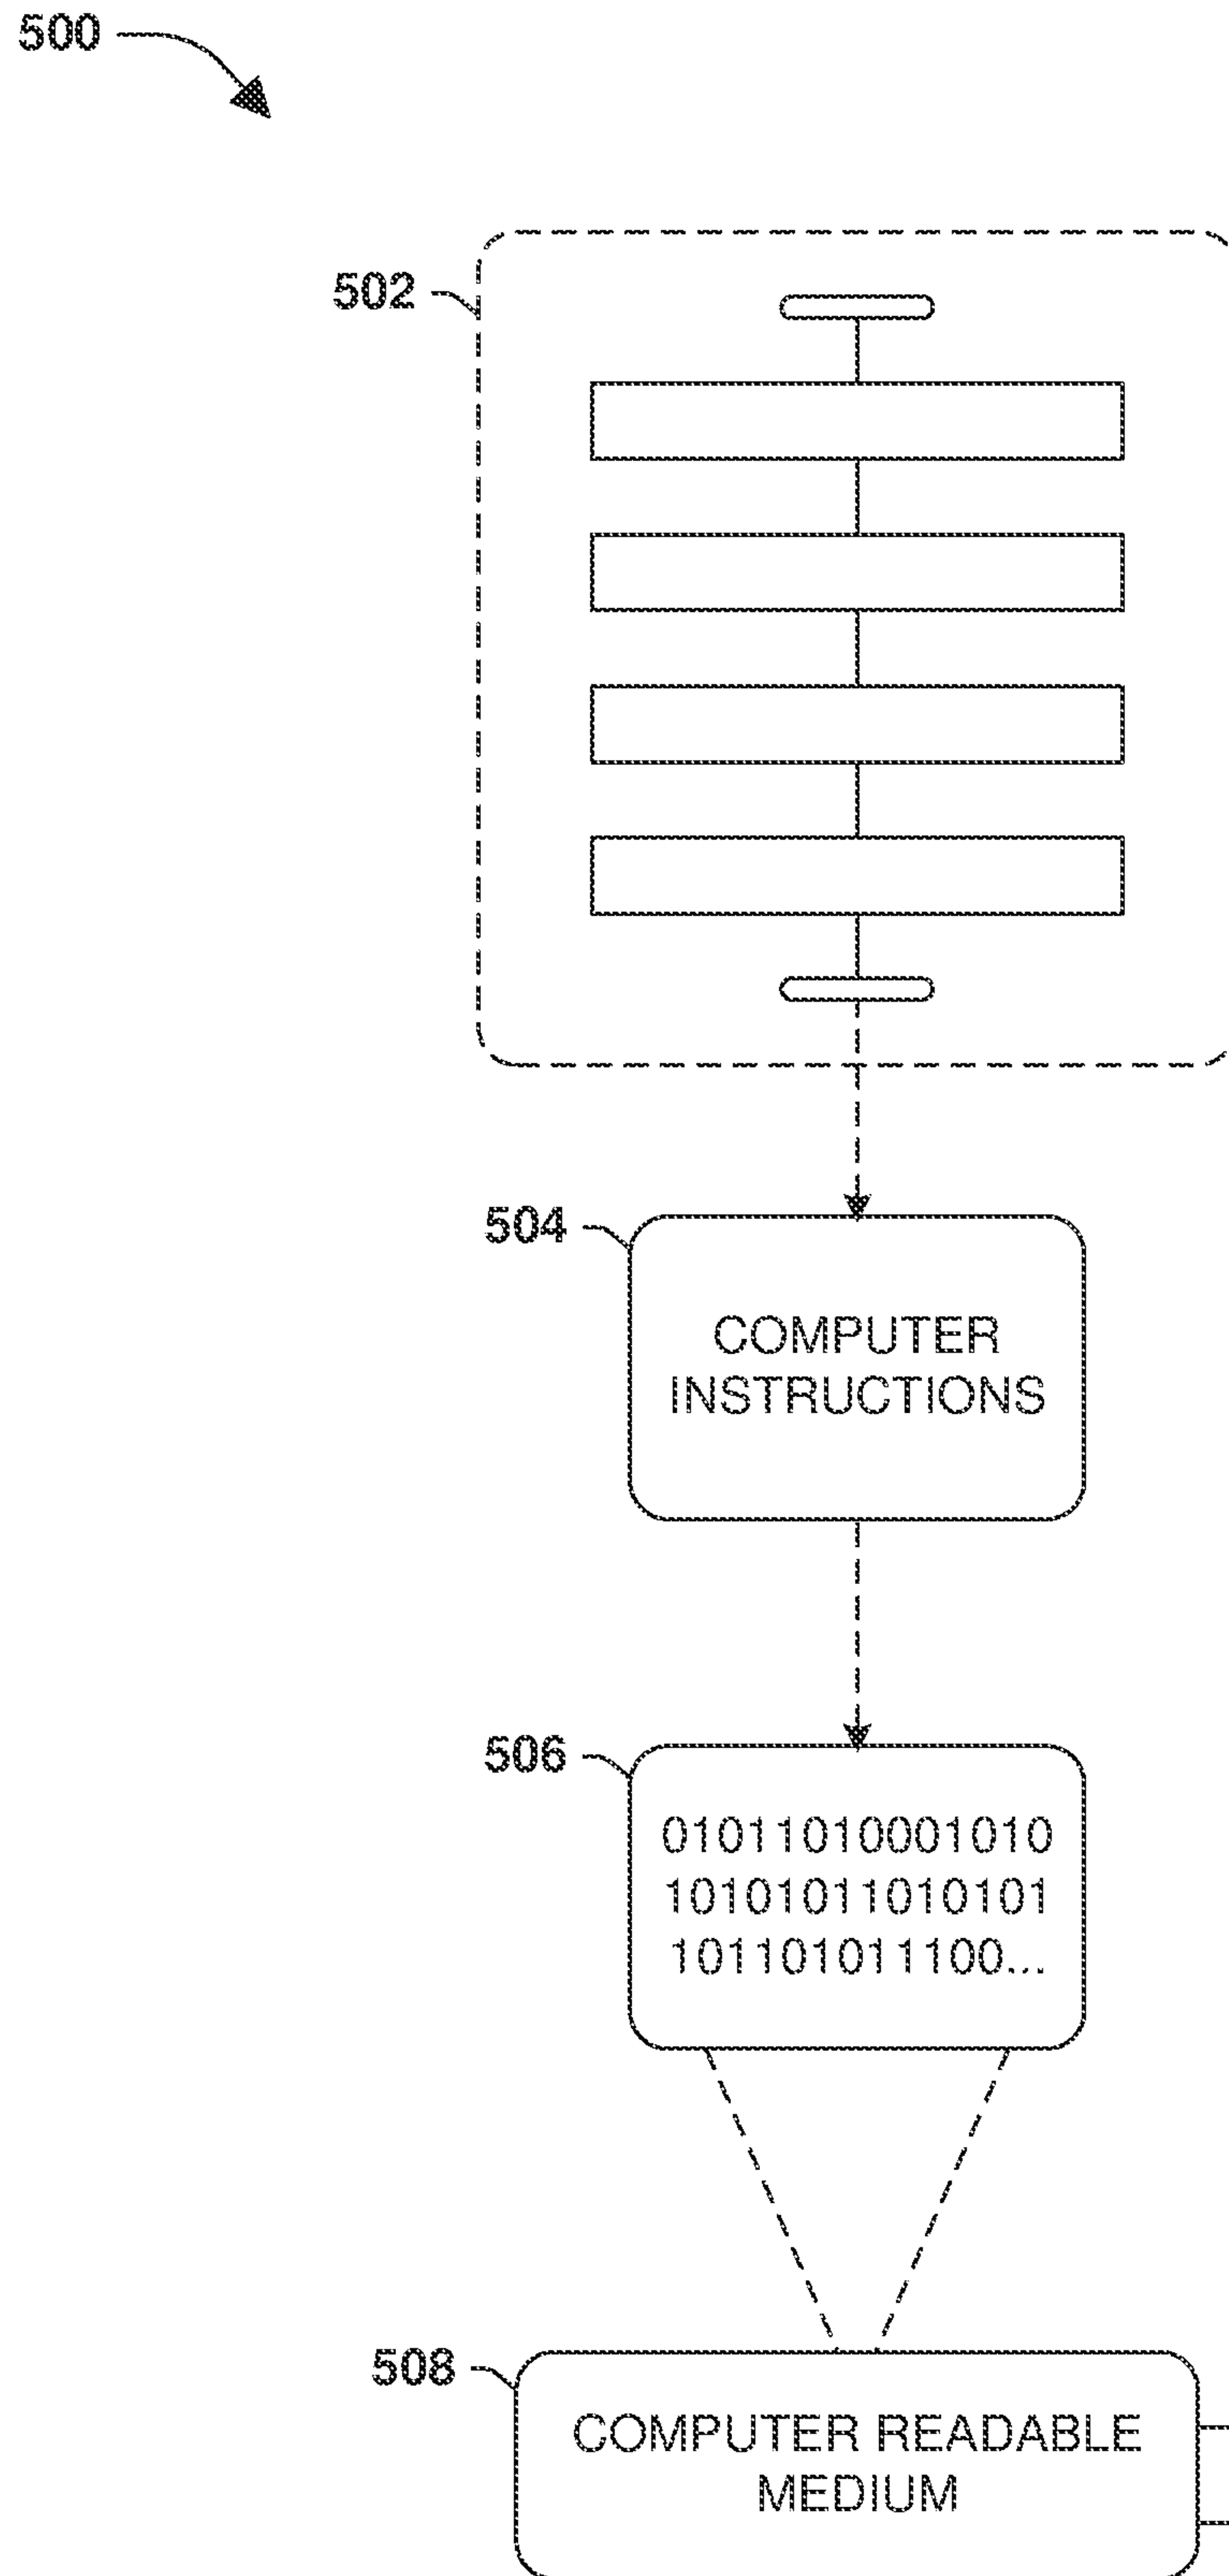 500
502
504
COMPUTER
INSTRUCTIONS
506
01011010001010
10101011010101
101101011100...
508
COMPUTER READABLE
MEDIUM